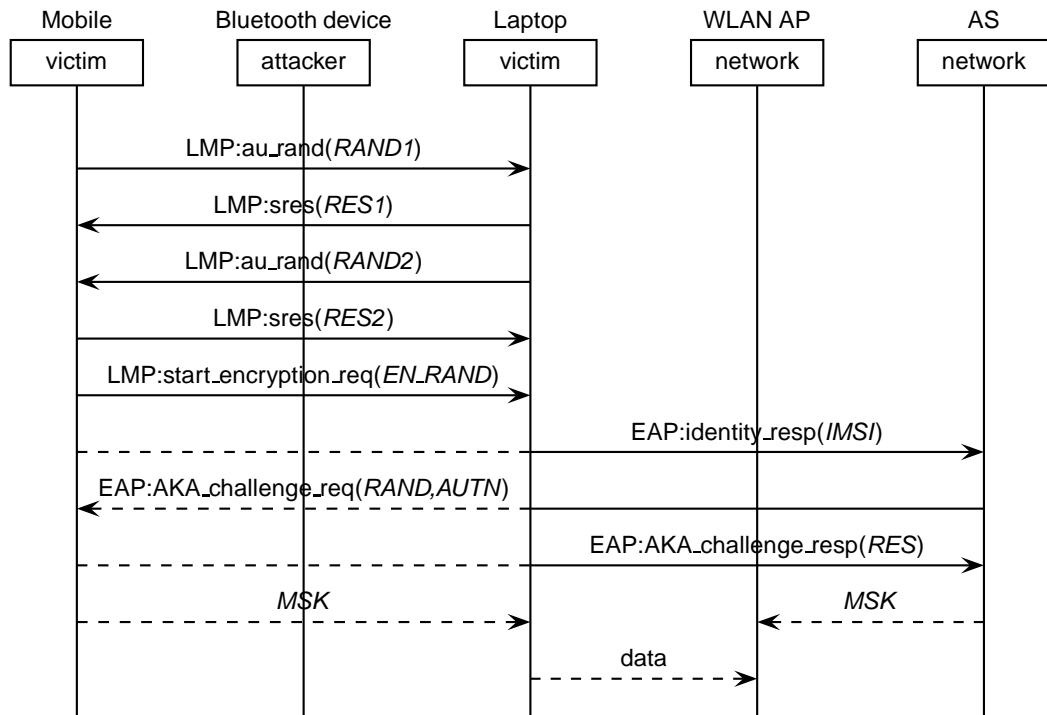 Mobile Bluetooth device Laptop WLAN AP AS
victim attacker victim network network
LMP:au_rand(RAND1)
LMP:sres(RES1)
LMP:au_rand(RAND2)
LMP:sres(RES2)
LMP:start_encryption_req(EN_RAND)
EAP:identity_resp(IMSI)
EAP:AKA_challenge_req(RAND,AUTN)
EAP:AKA_challenge_resp(RES)
MSK MSK
data